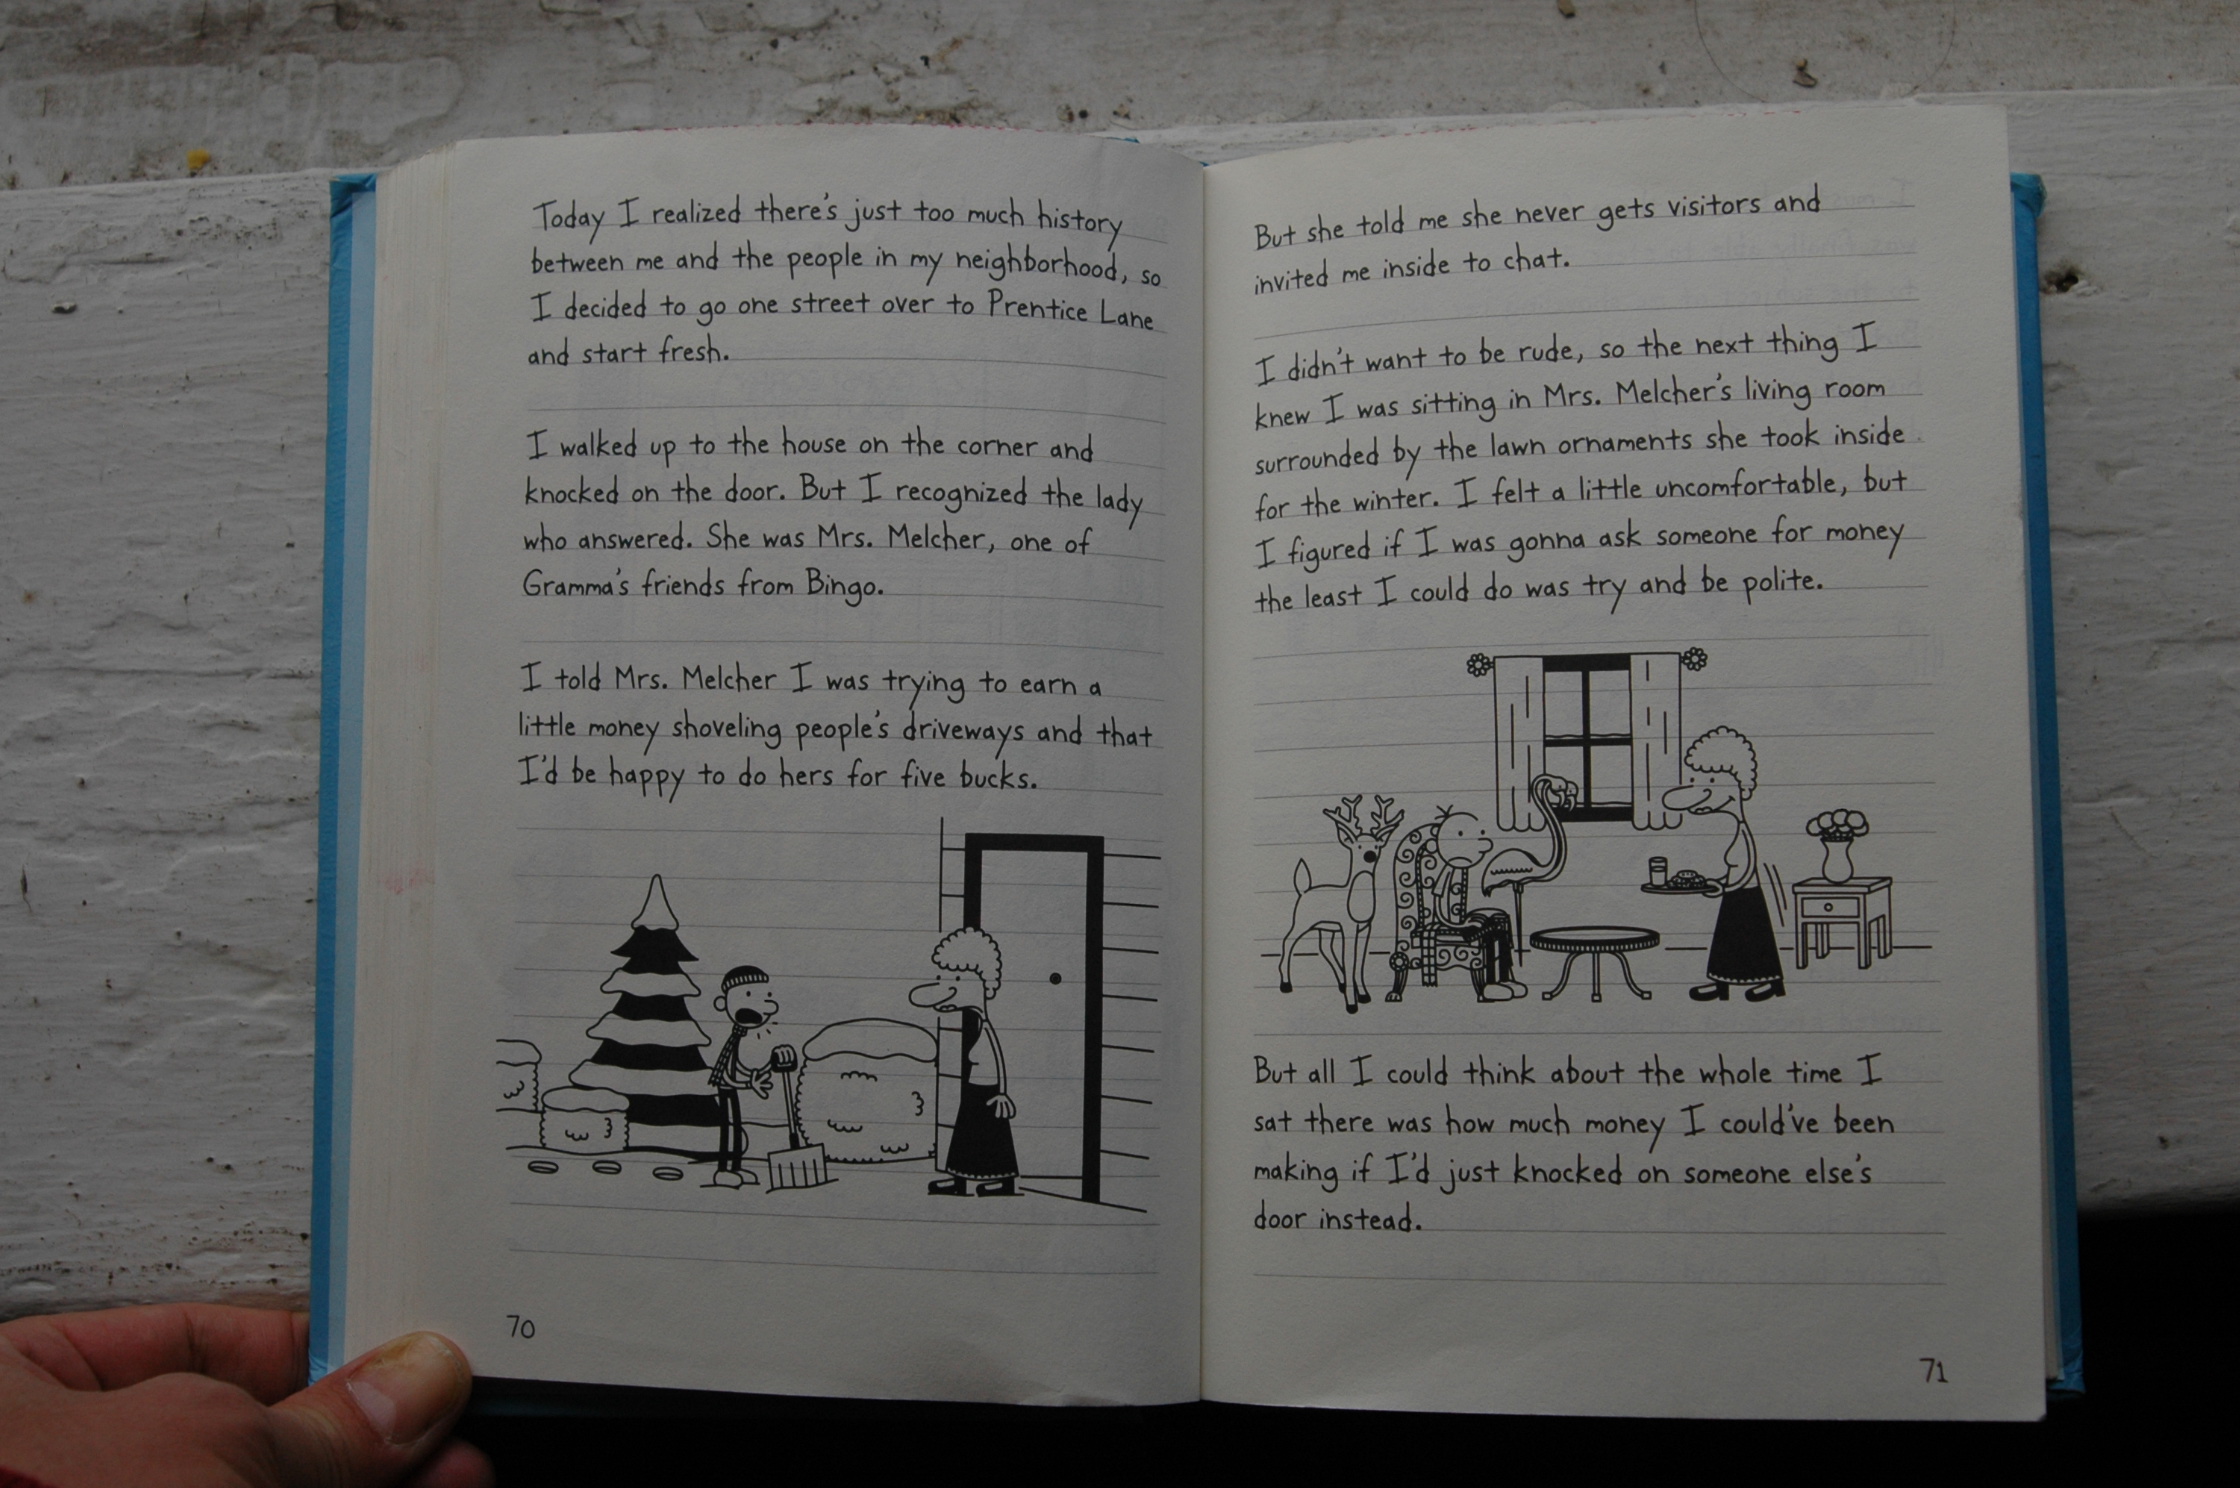 Today I realized there's just too much history
between me and the people in my neighborhood, so
I decided to go one street over to Prentice Lane
and start fresh.
I walked up to the house on the corner and
knocked on the door. But I recognized the lady
who answered. She was Mrs. Melcher, one of
Gramma's friends from Bingo.
I told Mrs. Melcher I was trying to earn a
little money shoveling people's driveways and that
I'd be happy to do hers for five bucks.
70
But she told me she never gets visitors and
invited me inside to chat.
I didn't want to be rude, so the next thing I
knew I was sitting in Mrs. Melcher's living room
surrounded by the lawn ornaments she took inside
for the winter. I felt a little uncomfortable, but
I figured if I was gonna ask someone for money
the least I could do was try and be polite.
But all I could think about the whole time I
sat there was how much money I could've been
making if I'd just knocked on someone else's
door instead.
71